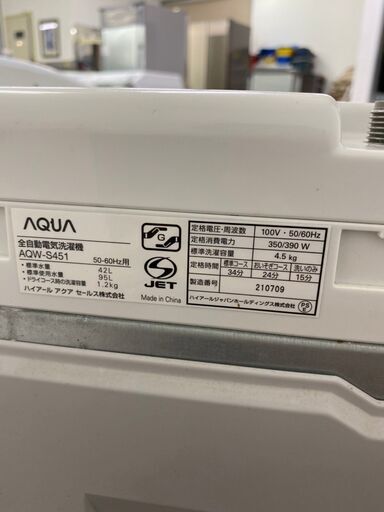 AQUA
全自動電気洗濯機
AQW-S451
50-60Hz用
・標準水量 42L
・標準使用水量 95L
・ドライコース時の洗濯容量 1.2kg
ハイアール アクア セールス株式会社
G
S
JET
Made in China
定格電圧・周波数 100V・50/60Hz
定格消費電力 350/390 W
標準洗濯容量 4.5 kg
定格時間 標準コース おいそぎコース 洗いのみ
34分 24分 15分
製造番号 210709
ハイアールジャパンホールディングス株式会社
PS
E